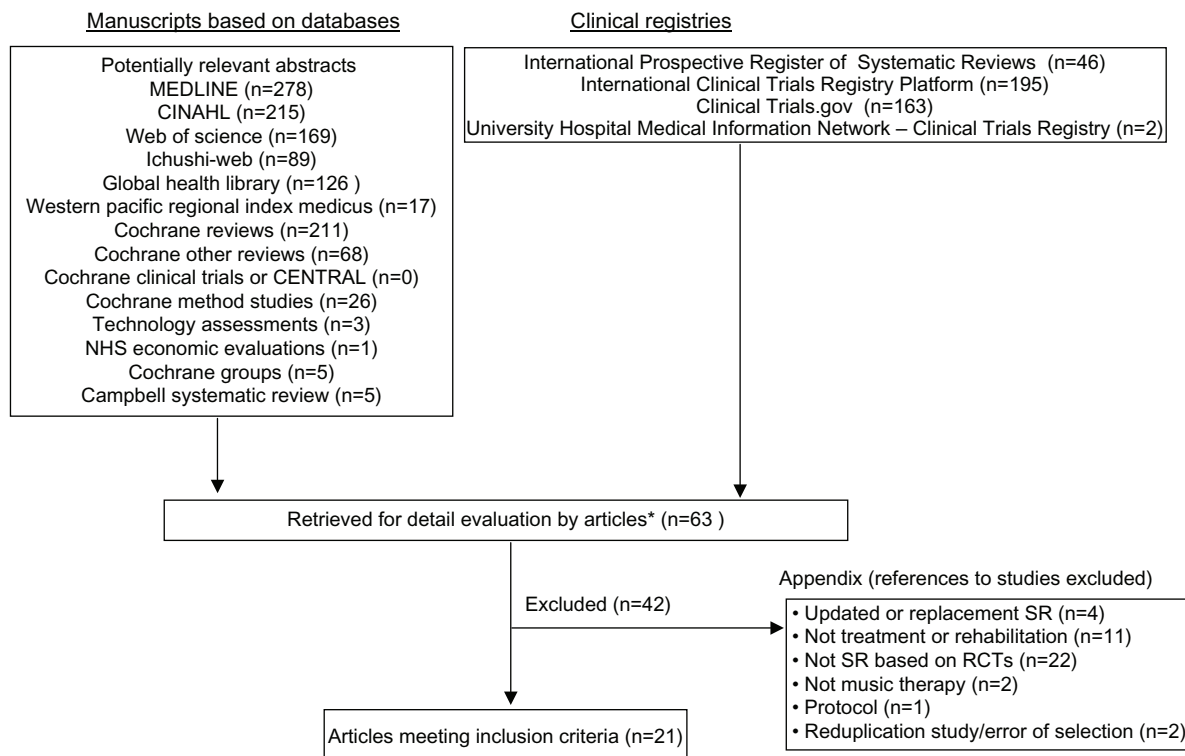 Manuscripts based on databases
Potentially relevant abstracts
MEDLINE (n=278)
CINAHL (n=215)
Web of science (n=169)
Ichushi-web (n=89)
Global health library (n=126 )
Western pacific regional index medicus (n=17)
Cochrane reviews (n=211)
Cochrane other reviews (n=68)
Cochrane clinical trials or CENTRAL (n=0)
Cochrane method studies (n=26)
Technology assessments (n=3)
NHS economic evaluations (n=1)
Cochrane groups (n=5)
Campbell systematic review (n=5)
Clinical registries
International Prospective Register of Systematic Reviews (n=46)
International Clinical Trials Registry Platform (n=195)
Clinical Trials.gov (n=163)
University Hospital Medical Information Network – Clinical Trials Registry (n=2)
Retrieved for detail evaluation by articles* (n=63 )
Excluded (n=42)
Appendix (references to studies excluded)
• Updated or replacement SR (n=4)
• Not treatment or rehabilitation (n=11)
• Not SR based on RCTs (n=22)
• Not music therapy (n=2)
• Protocol (n=1)
• Reduplication study/error of selection (n=2)
Articles meeting inclusion criteria (n=21)